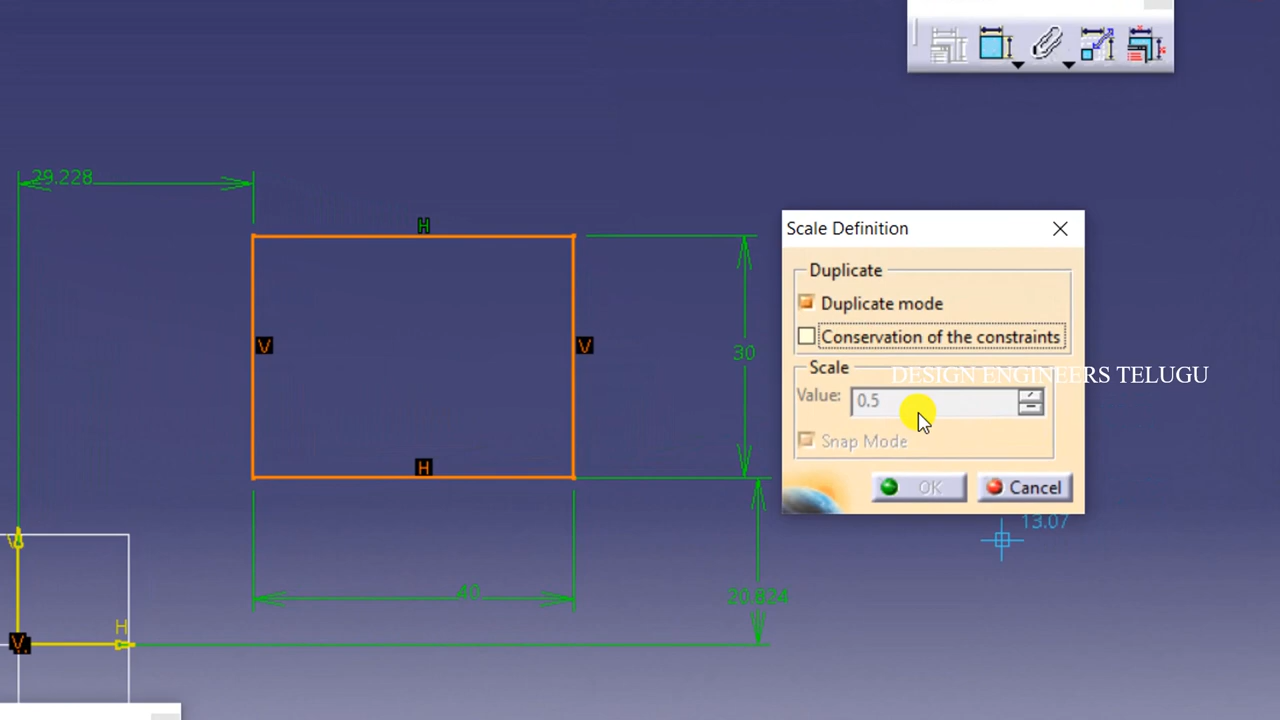 29.228
H
V
V
30
H
40
20.824
H
V
13.07
Scale Definition
Duplicate
Duplicate mode
Conservation of the constraints
Scale
DESIGN ENGINEERS TELUGU
Value: 0.5
Snap Mode
OK Cancel